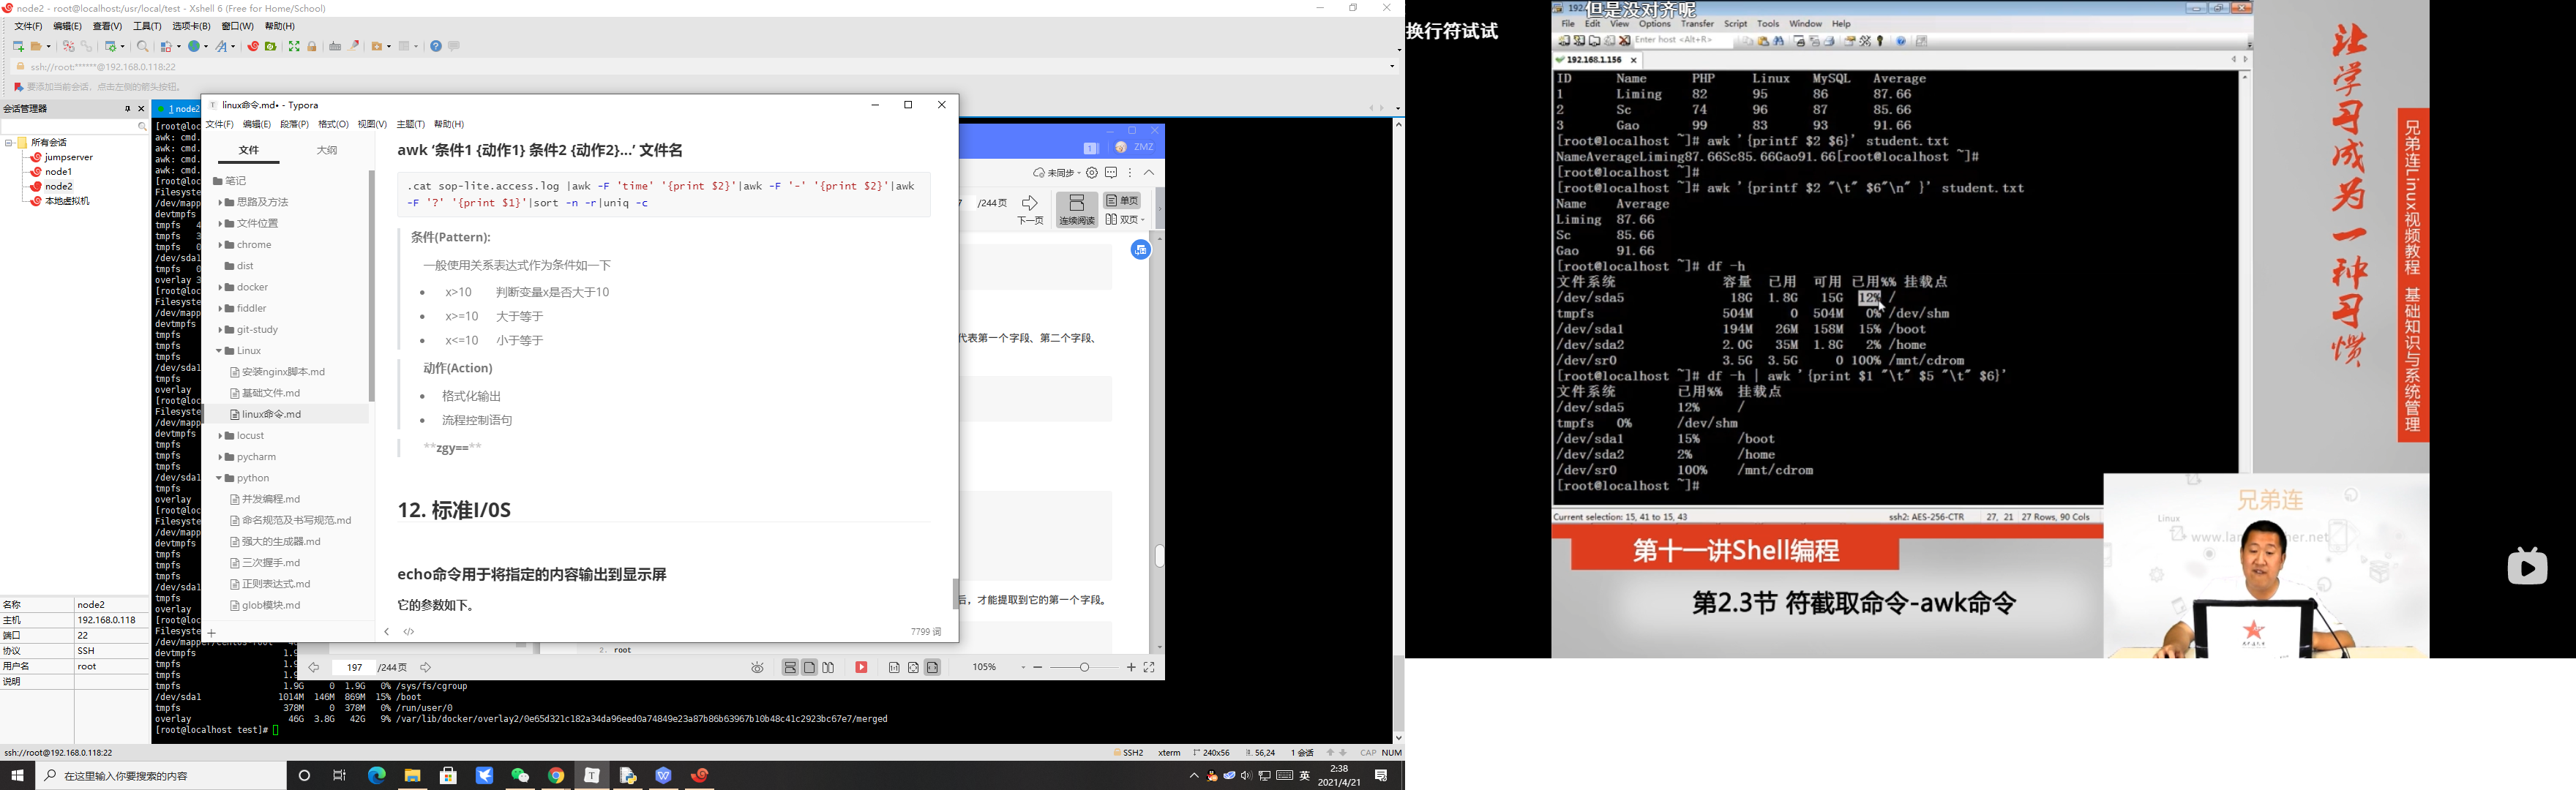 node2 - root@localhost:/usr/local/test - Xshell 6 (Free for Home/School)
文件(F) 编辑(E) 查看(V) 工具(T) 选项卡(B) 窗口(W) 帮助(H)
ssh://root:******@192.168.0.118:22
要添加当前会话，点击左侧的箭头按钮。
会话管理器
所有会话
jumpserver
node1
node2
本地虚拟机
名称 node2
主机 192.168.0.118
端口 22
协议 SSH
用户名 root
说明
1 node2
linux命令.md• - Typora
文件(F) 编辑(E) 段落(P) 格式(O) 视图(V) 主题(T) 帮助(H)
文件 大纲
笔记
思路及方法
文件位置
chrome
dist
docker
fiddler
git-study
Linux
安装nginx脚本.md
基础文件.md
linux命令.md
locust
pycharm
python
并发编程.md
命名规范及书写规范.md
强大的生成器.md
三次握手.md
正则表达式.md
glob模块.md
awk ‘条件1 {动作1} 条件2 {动作2}...’ 文件名
.cat sop-lite.access.log |awk -F 'time' '{print $2}'|awk -F '-' '{print $2}'|awk
-F '?' '{print $1}'|sort -n -r|uniq -c
条件(Pattern):
一般使用关系表达式作为条件如一下
• x>10 判断变量x是否大于10
• x>=10 大于等于
• x<=10 小于等于
动作(Action)
• 格式化输出
• 流程控制语句
**zgy==**
12. 标准I/0S
echo命令用于将指定的内容输出到显示屏
它的参数如下。
7799 词
ZMZ
未同步
/244页
下一页
连续阅读
单页
双页
代表第一个字段、第二个字段、
后，才能提取到它的第一个字段。
2. root
197 /244页
105%
tmpfs 1.9G 0 1.9G 0% /sys/fs/cgroup
/dev/sda1 1014M 146M 869M 15% /boot
tmpfs 378M 0 378M 0% /run/user/0
overlay 46G 3.8G 42G 9% /var/lib/docker/overlay2/0e65d321c182a34da96eed0a74849e23a87b86b63967b10b48c41c2923bc67e7/merged
[root@localhost test]#
ssh://root@192.168.0.118:22
SSH2 xterm 240x56 56,24 1 会话 CAP NUM
在这里输入你要搜索的内容
英
2:38
2021/4/21
换行符试试
但是没对齐呢
192.
File Edit View Options Transfer Script Tools Window Help
Enter host <Alt+R>
192.168.1.156
ID Name PHP Linux MySQL Average
1 Liming 82 95 86 87.66
2 Sc 74 96 87 85.66
3 Gao 99 83 93 91.66
[root@localhost ~]# awk '{printf $2 $6}' student.txt
NameAverageLiming87.66Sc85.66Gao91.66[root@localhost ~]#
[root@localhost ~]#
[root@localhost ~]# awk '{printf $2 "\t" $6"\n" }' student.txt
Name Average
Liming 87.66
Sc 85.66
Gao 91.66
[root@localhost ~]# df -h
文件系统 容量 已用 可用 已用%% 挂载点
/dev/sda5 18G 1.8G 15G 12% /
tmpfs 504M 0 504M 0% /dev/shm
/dev/sda1 194M 26M 158M 15% /boot
/dev/sda2 2.0G 35M 1.8G 2% /home
/dev/sr0 3.5G 3.5G 0 100% /mnt/cdrom
[root@localhost ~]# df -h | awk '{print $1 "\t" $5 "\t" $6}'
文件系统 已用%% 挂载点
/dev/sda5 12% /
tmpfs 0% /dev/shm
/dev/sda1 15% /boot
/dev/sda2 2% /home
/dev/sr0 100% /mnt/cdrom
[root@localhost ~]#
Current selection: 15, 41 to 15, 43
ssh2: AES-256-CTR 27, 21 27 Rows, 90 Cols
第十一讲Shell编程
第2.3节 符截取命令-awk命令
兄弟连
Linux
让学习成为一种习惯
兄弟连Linux视频教程 基础知识与系统管理